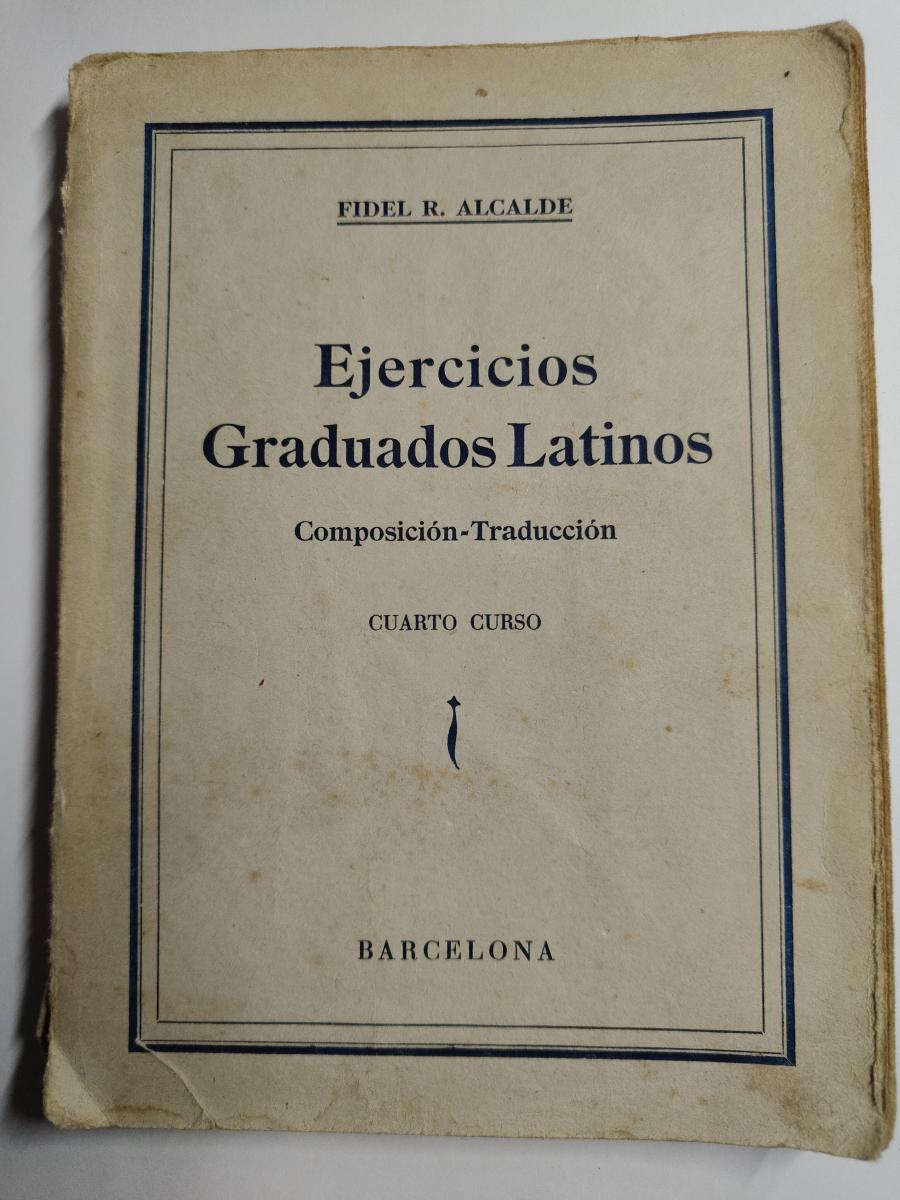 FIDEL R. ALCALDE
Ejercicios
Graduados Latinos
Composición-Traducción
CUARTO CURSO
BARCELONA